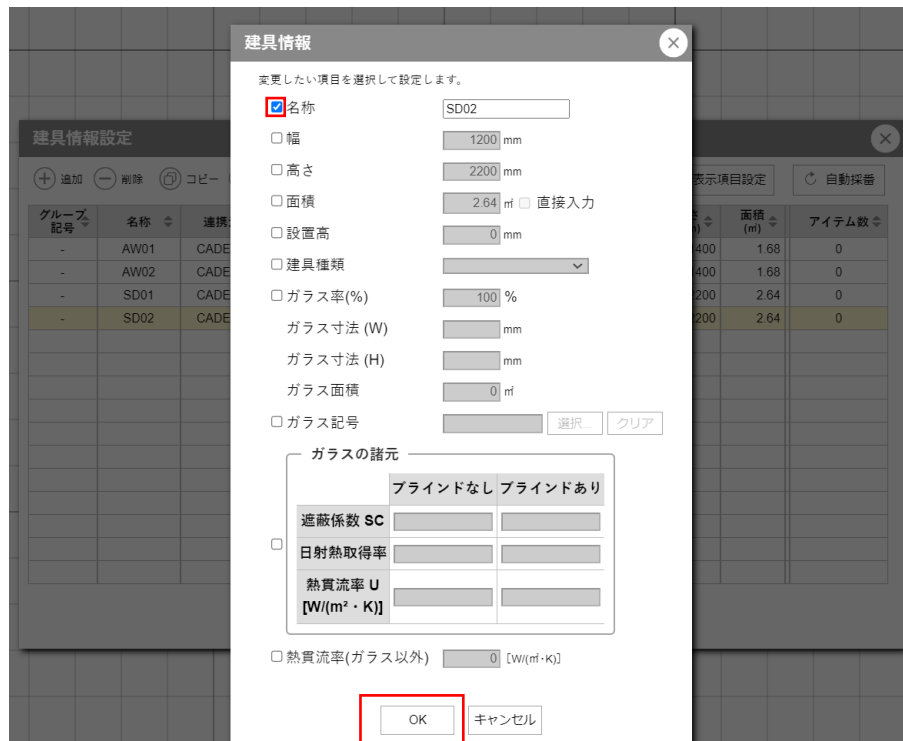 建具情報
変更したい項目を選択して設定します。
名称 SD02
幅 1200 mm
高さ 2200 mm
面積 2.64 ㎡ 直接入力
設置高 0 mm
建具種類
ガラス率(%) 100 %
ガラス寸法 (W) mm
ガラス寸法 (H) mm
ガラス面積 0 ㎡
ガラス記号 選択... クリア
ガラスの諸元
ブラインドなし ブラインドあり
遮蔽係数 SC
日射熱取得率
熱貫流率 U
[W/(m²・K)]
熱貫流率(ガラス以外) 0 [W/(㎡·K)]
OK キャンセル
建具情報設定
追加 削除 コピー 表示項目設定 自動採番
グループ記号 名称 連携 面積(㎡) アイテム数
- AW01 CADE 400 1.68 0
- AW02 CADE 400 1.68 0
- SD01 CADE 2200 2.64 0
- SD02 CADE 2200 2.64 0